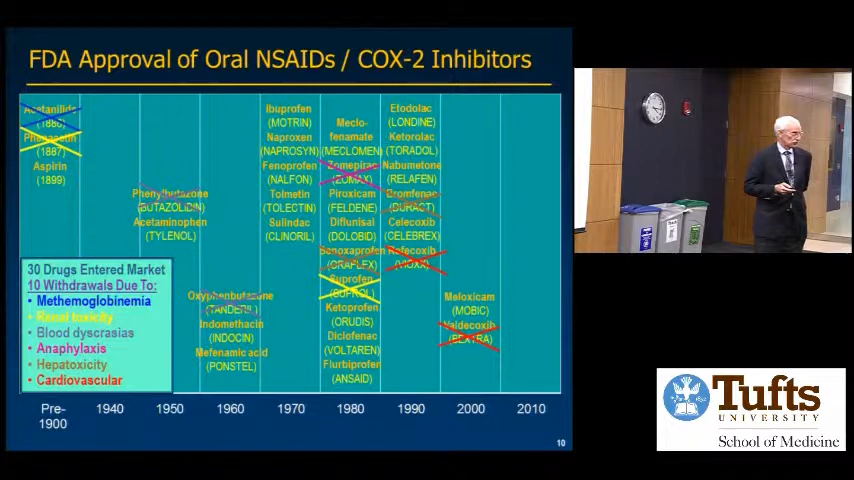 FDA Approval of Oral NSAIDs / COX-2 Inhibitors
Acetanilide
(1886)
Phenacetin
(1887)
Aspirin
(1899)
Phenylbutazone
(BUTAZOLIDIN)
Acetaminophen
(TYLENOL)
Oxyphenbutazone
(TANDERIL)
Indomethacin
(INDOCIN)
Mefenamic acid
(PONSTEL)
Ibuprofen
(MOTRIN)
Naproxen
(NAPROSYN)
Fenoprofen
(NALFON)
Tolmetin
(TOLECTIN)
Sulindac
(CLINORIL)
Meclo-
fenamate
(MECLOMEN)
Zomepirac
(ZOMAX)
Piroxicam
(FELDENE)
Diflunisal
(DOLOBID)
Benoxaprofen
(ORAFLEX)
Suprofen
(SUPROL)
Ketoprofen
(ORUDIS)
Diclofenac
(VOLTAREN)
Flurbiprofen
(ANSAID)
Etodolac
(LONDINE)
Ketorolac
(TORADOL)
Nabumetone
(RELAFEN)
Bromfenac
(DURACT)
Celecoxib
(CELEBREX)
Rofecoxib
(VIOXX)
Meloxicam
(MOBIC)
Valdecoxib
(BEXTRA)
30 Drugs Entered Market
10 Withdrawals Due To:
Methemoglobinemia
Renal toxicity
Blood dyscrasias
Anaphylaxis
Hepatotoxicity
Cardiovascular
Pre-
1900
1940
1950
1960
1970
1980
1990
2000
2010
10
Tufts
UNIVERSITY
School of Medicine